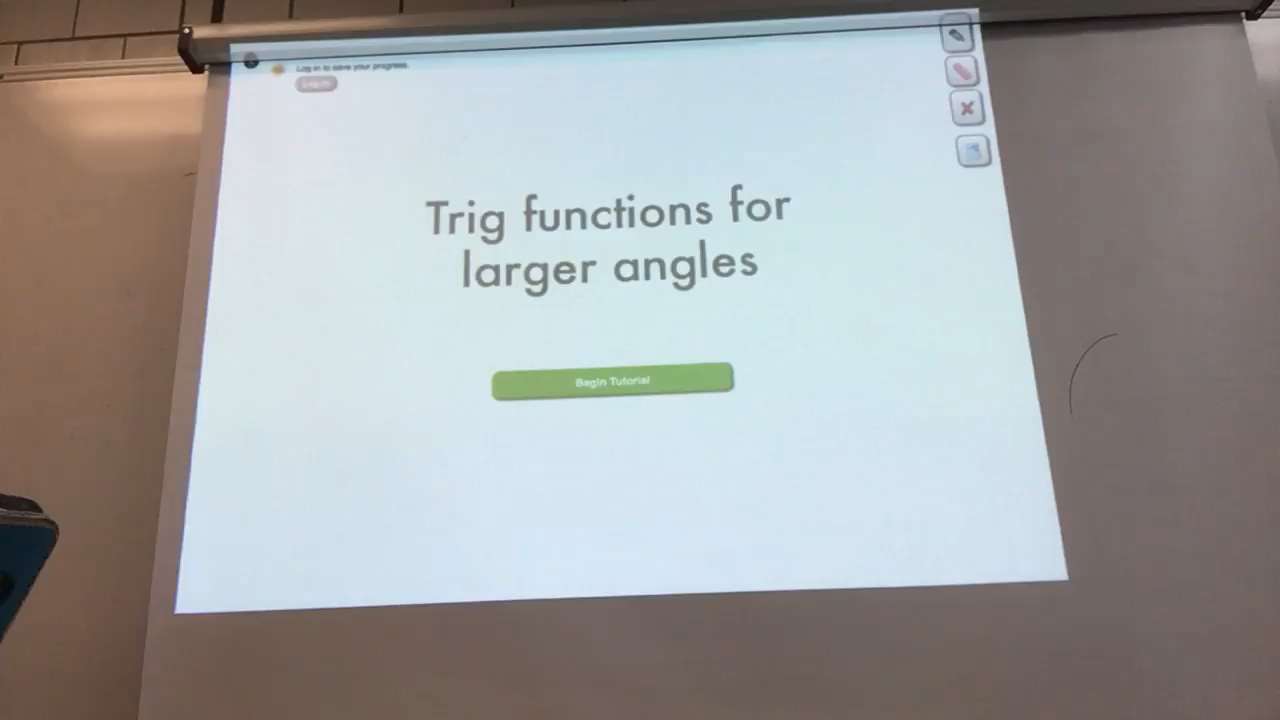 Log in to save your progress.
Log in
Trig functions for
larger angles
Begin Tutorial